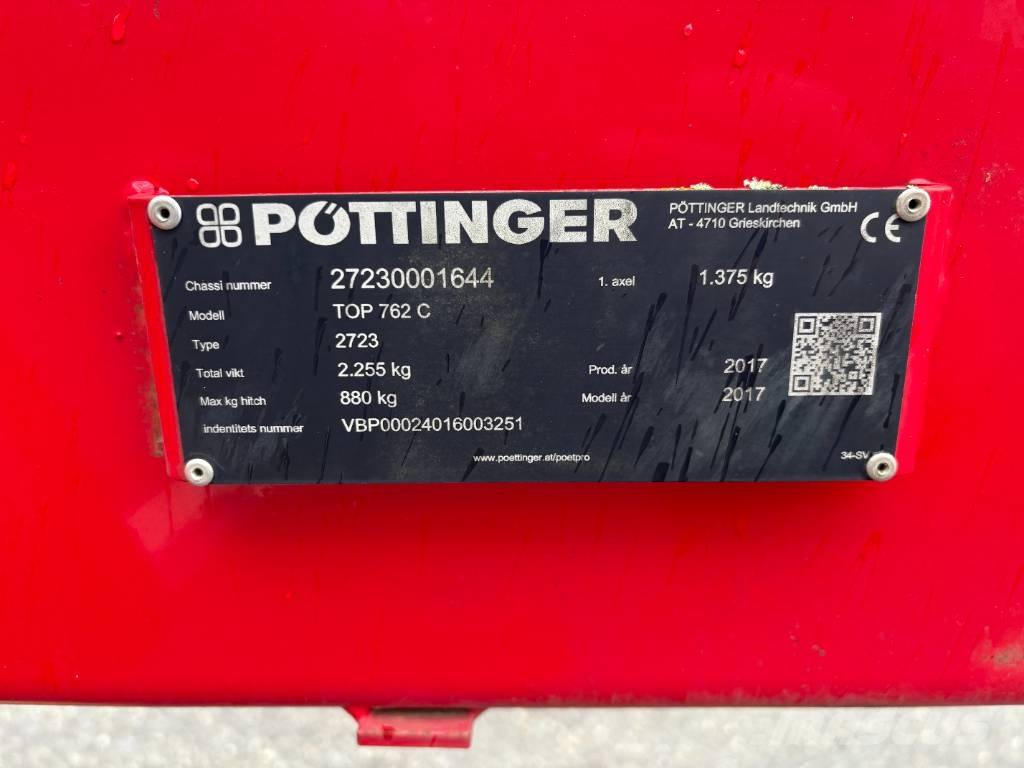 PÖTTINGER
PÖTTINGER Landtechnik GmbH
AT - 4710 Grieskirchen
CE
Chassi nummer 27230001644 1. axel 1.375 kg
Modell TOP 762 C
Type 2723
Total vikt 2.255 kg Prod. år 2017
Max kg hitch 880 kg Modell år 2017
indentitets nummer VBP00024016003251
www.poettinger.at/poetpro
34-SV